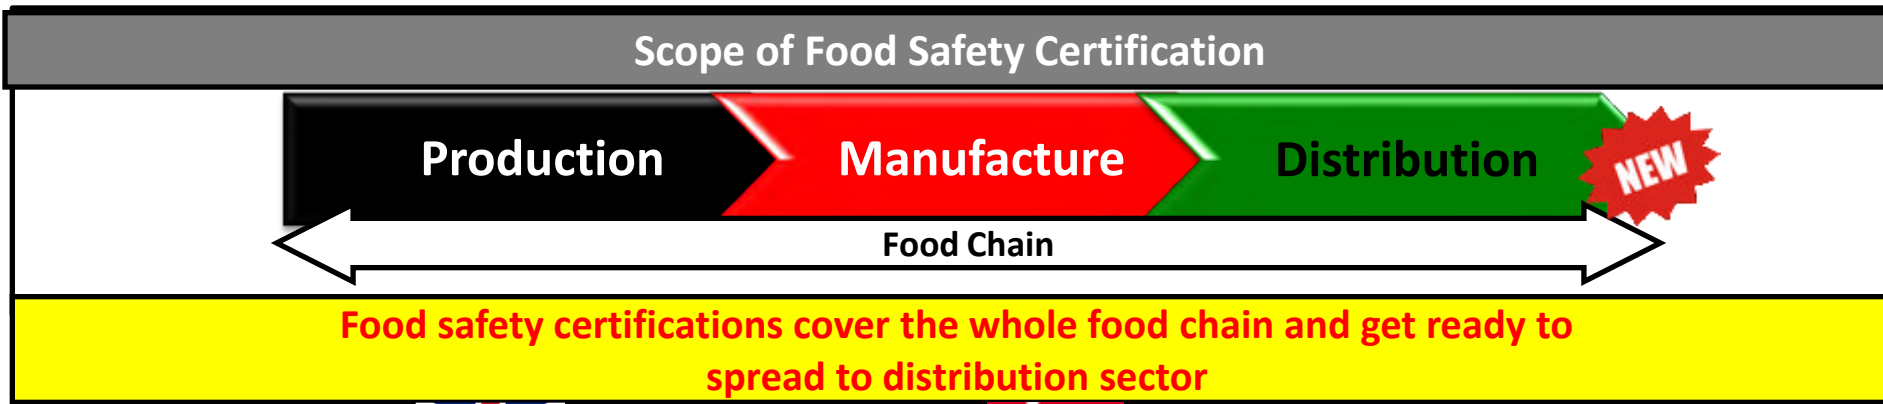 Scope of Food Safety Certification
Production
Manufacture
Distribution
NEW
Food Chain
Food safety certifications cover the whole food chain and get ready to
spread to distribution sector